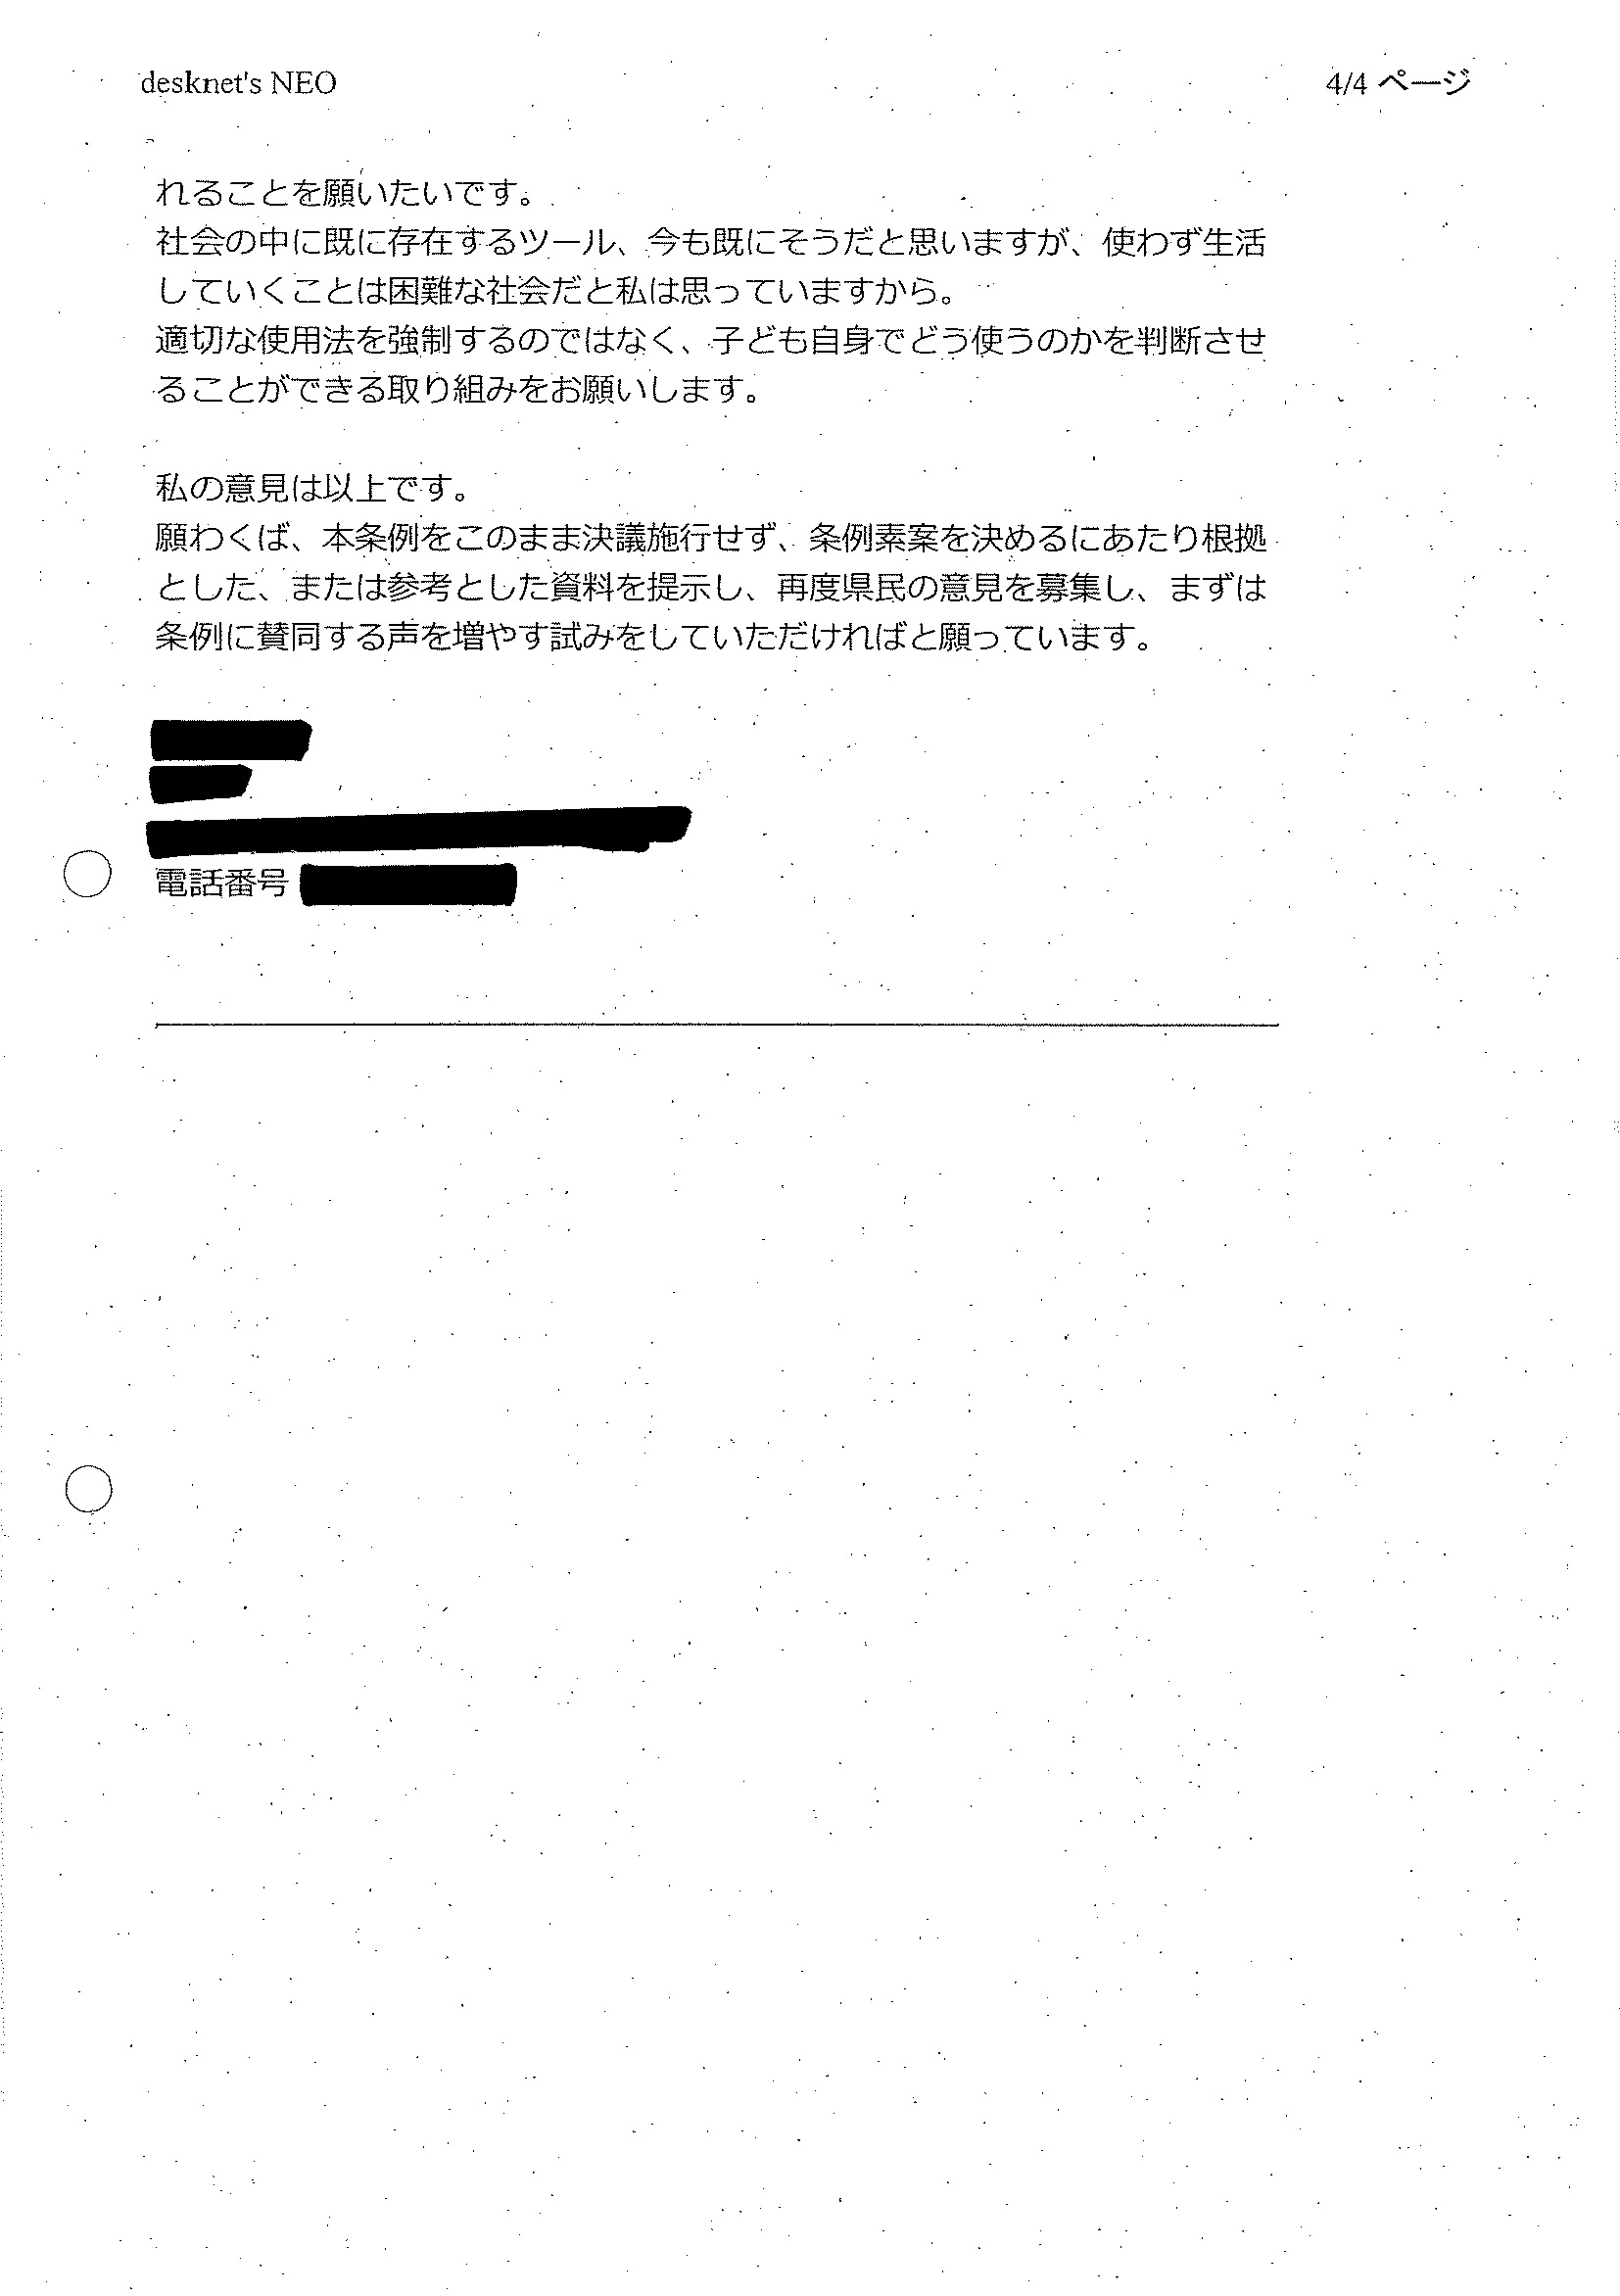 desknet's NEO 4/4 ページ
れることを願いたいです。
社会の中に既に存在するツール、今も既にそうだと思いますが、使わず生活
していくことは困難な社会だと私は思っていますから。
適切な使用法を強制するのではなく、子ども自身でどう使うのかを判断させ
ることができる取り組みをお願いします。
私の意見は以上です。
願わくば、本条例をこのまま決議施行せず、条例素案を決めるにあたり根拠
とした、または参考とした資料を提示し、再度県民の意見を募集し、まずは
条例に賛同する声を増やす試みをしていただければと願っています。
電話番号